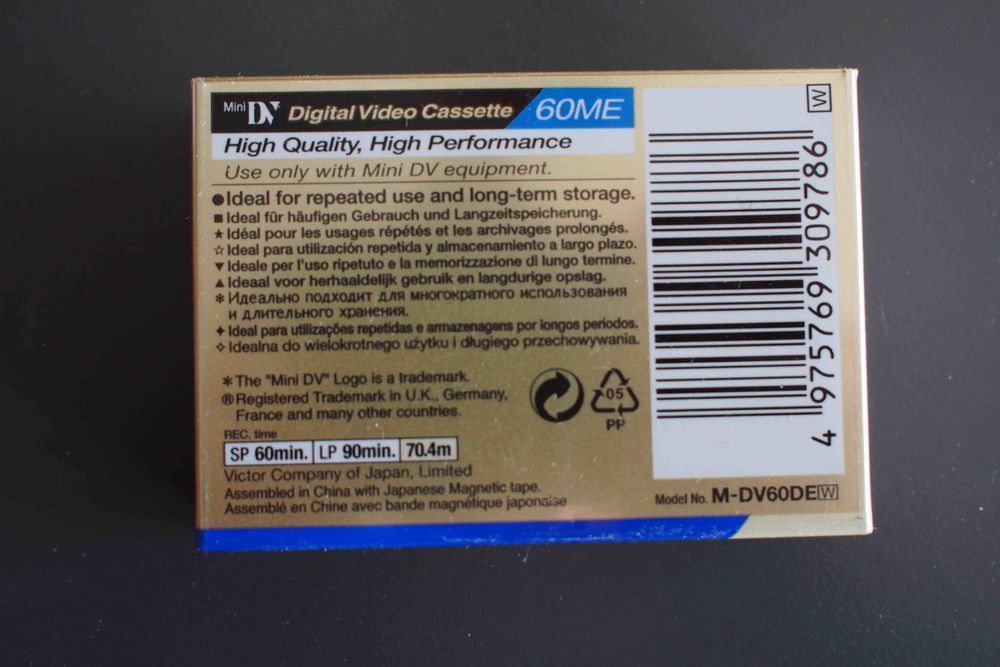 Mini DV Digital Video Cassette 60ME
High Quality, High Performance
Use only with Mini DV equipment.
●Ideal for repeated use and long-term storage.
■Ideal für häufigen Gebrauch und Langzeitspeicherung.
★Idéal pour les usages répétés et les archivages prolongés.
☆Ideal para utilización repetida y almacenamiento a largo plazo.
▼Ideale per l'uso ripetuto e la memorizzazione di lungo termine.
▲Ideaal voor herhaaldelijk gebruik en langdurige opslag.
*Идеально подходит для многократного использования
и длительного хранения.
✦Ideal para utilizações repetidas e armazenagens por longos períodos.
✧Idealna do wielokrotnego użytku i długiego przechowywania.
*The "Mini DV" Logo is a trademark.
®Registered Trademark in U.K., Germany,
France and many other countries.
05
PP
REC. time
SP 60min. LP 90min. 70.4m
Victor Company of Japan, Limited
Assembled in China with Japanese Magnetic tape.
Assemblé en Chine avec bande magnétique japonaise
W
4 975769 309786
Model No. M-DV60DE W